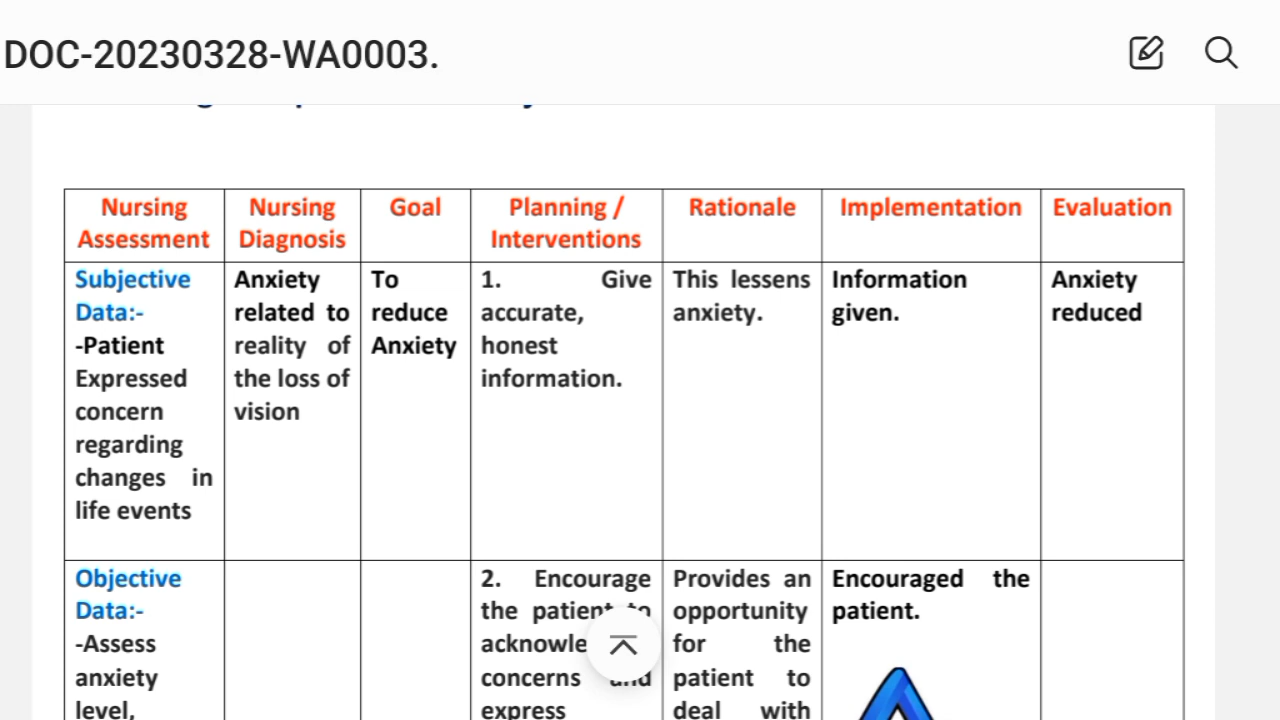 DOC-20230328-WA0003.
Nursing Assessment
Nursing Diagnosis
Goal
Planning / Interventions
Rationale
Implementation
Evaluation
Subjective
Data:-
-Patient
Expressed
concern
regarding
changes in
life events
Anxiety
related to
reality of
the loss of
vision
To
reduce
Anxiety
1. Give
accurate,
honest
information.
This lessens
anxiety.
Information
given.
Anxiety
reduced
Objective
Data:-
-Assess
anxiety
level,
2. Encourage
the patient to
concerns and
express
Provides an
opportunity
for the
patient to
deal with
Encouraged the
patient.